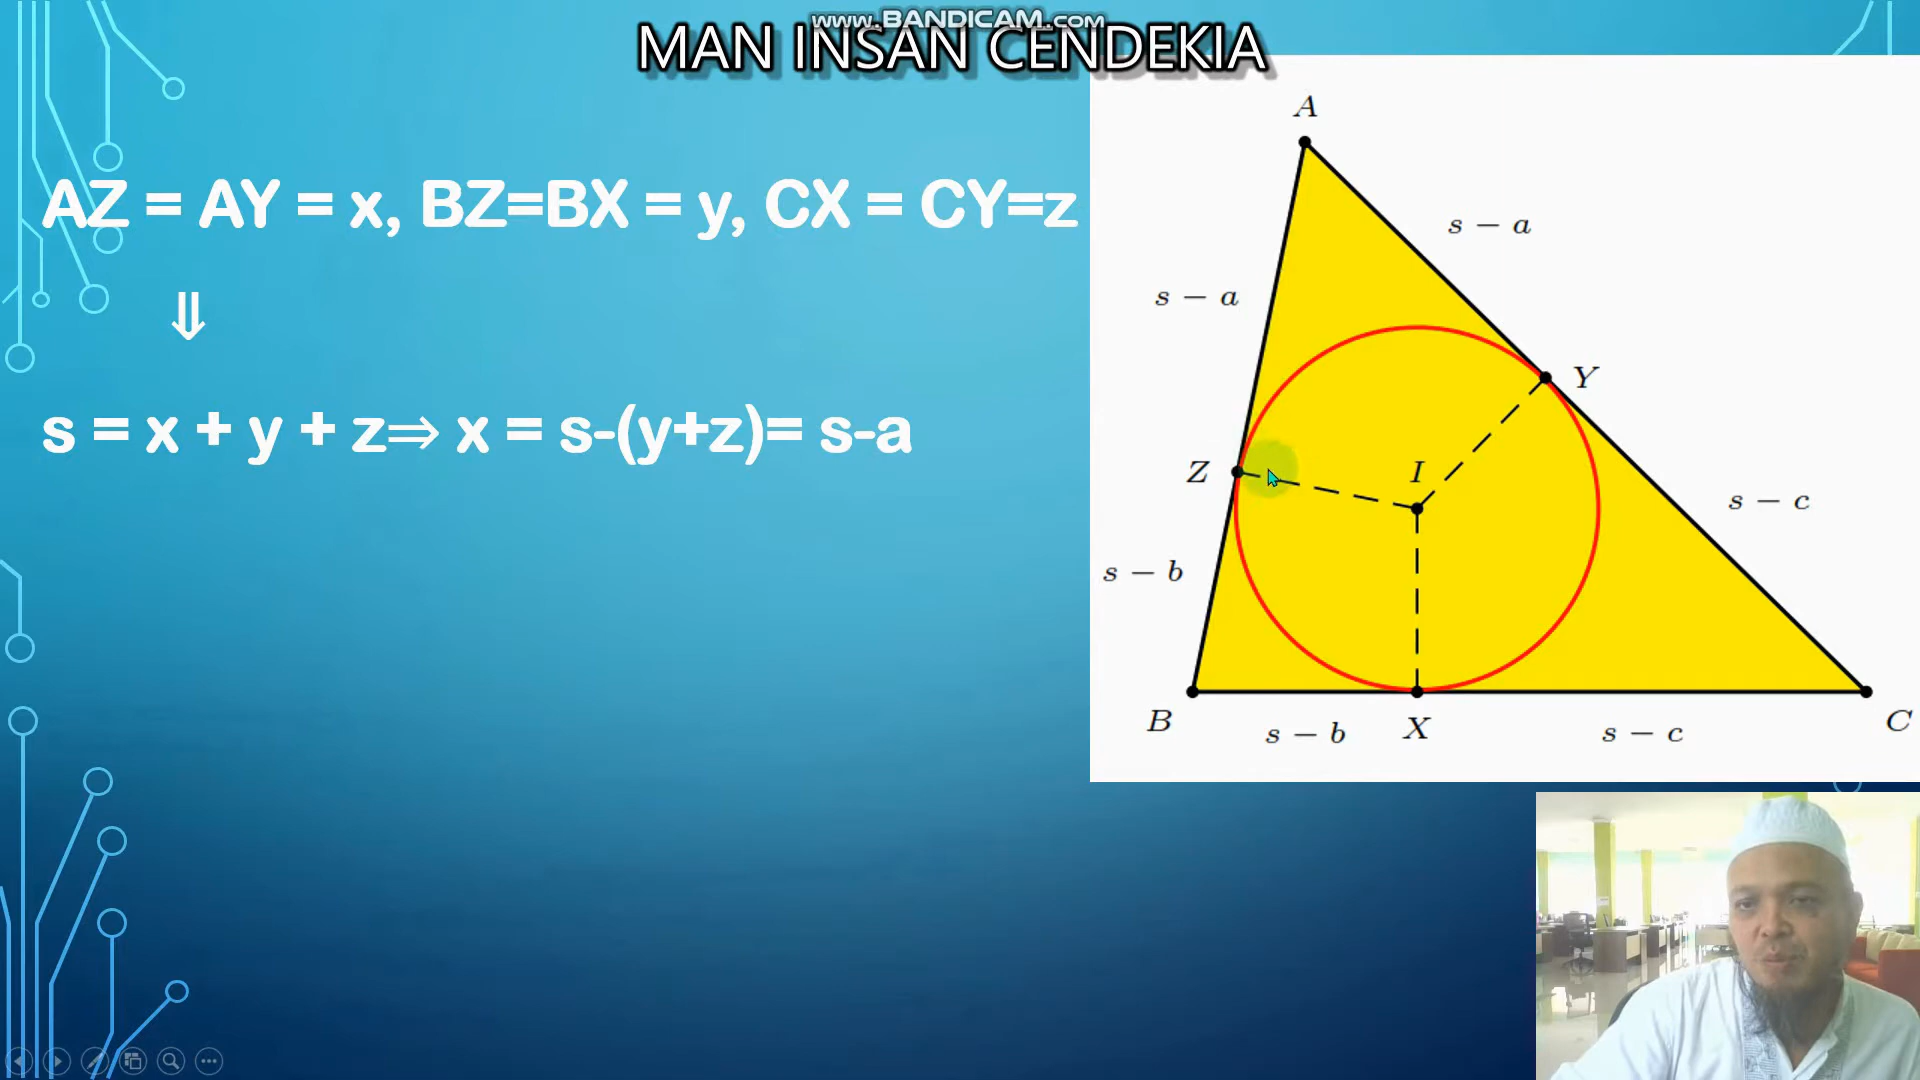 www.BANDICAM.com
MAN INSAN CENDEKIA
AZ = AY = x, BZ=BX = y, CX = CY=z
⇓
s = x + y + z⇒ x = s-(y+z)= s-a
A
s − a
s − a
Y
Z
I
s − c
s − b
B
s − b
X
s − c
C